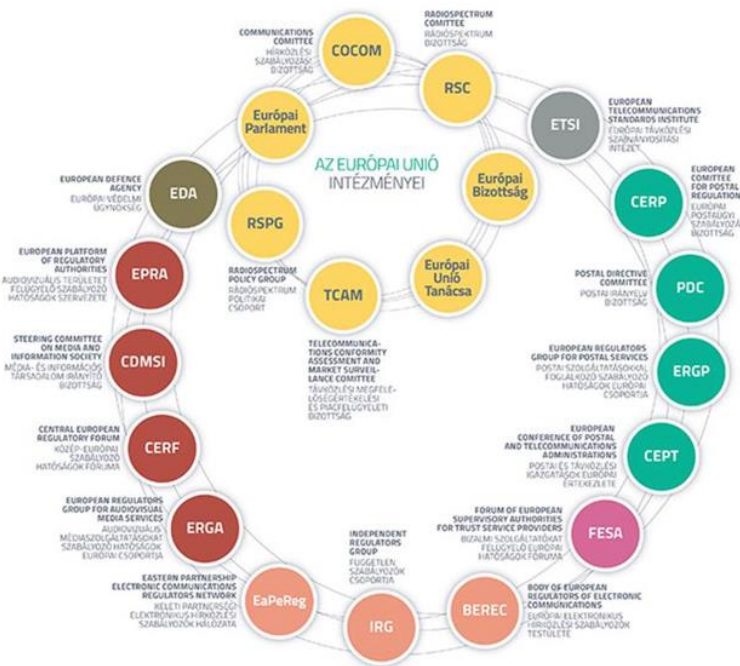 COMMUNICATIONS
COMITTEE
HÍRKÖZLÉSI
SZABÁLYOZÁSI
BIZOTTSÁG
COCOM
RADIOSPECTRUM
COMITTEE
RÁDIÓSPEKTRUM
BIZOTTSÁG
RSC
Európai
Parlament
ETSI
EUROPEAN
TELECOMMUNICATIONS
STANDARDS INSTITUTE
EURÓPAI TÁVKÖZLÉSI
SZABVÁNYOSÍTÁSI
INTÉZET
AZ EURÓPAI UNIÓ
INTÉZMÉNYEI
EUROPEAN DEFENCE
AGENCY
EURÓPAI VÉDELMI
ÜGYNÖKSÉG
EDA
Európai
Bizottság
CERP
EUROPEAN
COMITTEE
FOR POSTAL
REGULATION
EURÓPAI
POSTAÜGYI
SZABÁLYOZÁSI
BIZOTTSÁG
RSPG
RADIOSPECTRUM
POLICY GROUP
RÁDIÓSPEKTRUM
POLITIKAI
CSOPORT
EUROPEAN PLATFORM
OF REGULATORY
AUTHORITIES
AUDIOVIZUÁLIS TERÜLETET
FELÜGYELŐ SZABÁLYOZÓ
HATÓSÁGOK SZERVEZETE
EPRA
TCAM
TELECOMMUNICA-
TIONS CONFORMITY
ASSESSMENT AND
MARKET SURVEIL-
LANCE COMITTEE
TÁVKÖZLÉSI MEGFELE-
LŐSÉGÉRTÉKELÉSI
ÉS PIACFELÜGYELETI
BIZOTTSÁG
Európai
Unió
Tanácsa
POSTAL DIRECTIVE
COMMITTEE
POSTAI IRÁNYELV
BIZOTTSÁG
PDC
STEERING COMMITTEE
ON MEDIA AND
INFORMATION SOCIETY
MÉDIA- ÉS INFORMÁCIÓS
TÁRSADALOM IRÁNYÍTÓ
BIZOTTSÁG
CDMSI
EUROPEAN REGULATORS
GROUP FOR POSTAL SERVICES
POSTAI SZOLGÁLTATÁSOKKAL
FOGLALKOZÓ SZABÁLYOZÓ
HATÓSÁGOK EURÓPAI
CSOPORTJA
ERGP
CENTRAL EUROPEAN
REGULATORY FORUM
KÖZÉP-EURÓPAI
SZABÁLYOZÓ
HATÓSÁGOK FÓRUMA
CERF
EUROPEAN
CONFERENCE OF POSTAL
AND TELECOMMUNICATIONS
ADMINISTRATIONS
POSTAI ÉS TÁVKÖZLÉSI
IGAZGATÁSOK EURÓPAI
ÉRTEKEZLETE
CEPT
EUROPEAN REGULATORS
GROUP FOR AUDIOVISUAL
MEDIA SERVICES
AUDIOVIZUÁLIS
MÉDIASZOLGÁLTATÁSOKAT
SZABÁLYOZÓ HATÓSÁGOK
EURÓPAI CSOPORTJA
ERGA
FORUM OF EUROPEAN
SUPERVISORY AUTHORITIES
FOR TRUST SERVICE PROVIDERS
BIZALMI SZOLGÁLTATÓKAT
FELÜGYELŐ EURÓPAI
HATÓSÁGOK FÓRUMA
FESA
EASTERN PARTNERSHIP
ELECTRONIC COMMUNICATIONS
REGULATORS NETWORK
KELETI PARTNERSÉGI
ELEKTRONIKUS HÍRKÖZLÉSI
SZABÁLYOZÓK HÁLÓZATA
EaPeReg
INDEPENDENT
REGULATORS
GROUP
FÜGGETLEN
SZABÁLYOZÓK
CSOPORTJA
IRG
BEREC
BODY OF EUROPEAN
REGULATORS OF ELECTRONIC
COMMUNICATIONS
EURÓPAI ELEKTRONIKUS
HÍRKÖZLÉSI SZABÁLYOZÓK
TESTÜLETE